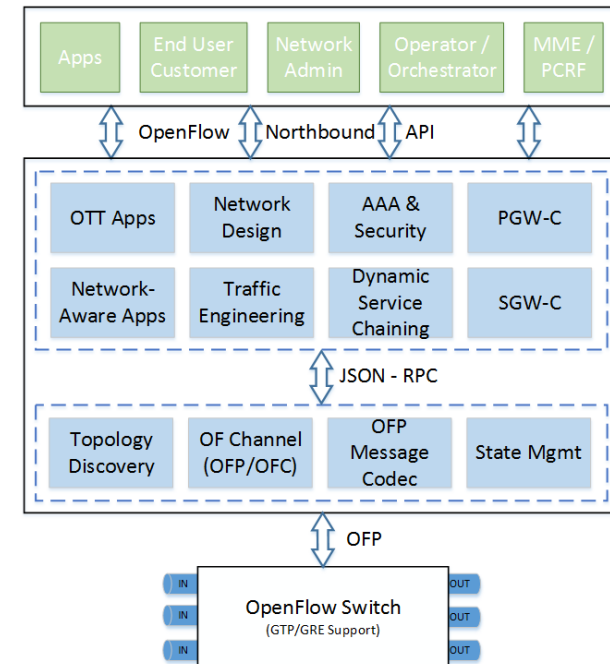 Apps
End User
Customer
Network
Admin
Operator /
Orchestrator
MME /
PCRF
OpenFlow Northbound API
OTT Apps
Network
Design
AAA &
Security
PGW-C
Network-
Aware Apps
Traffic
Engineering
Dynamic
Service
Chaining
SGW-C
JSON - RPC
Topology
Discovery
OF Channel
(OFP/OFC)
OFP
Message
Codec
State Mgmt
OFP
IN
OpenFlow Switch
(GTP/GRE Support)
OUT
IN
OUT
IN
OUT